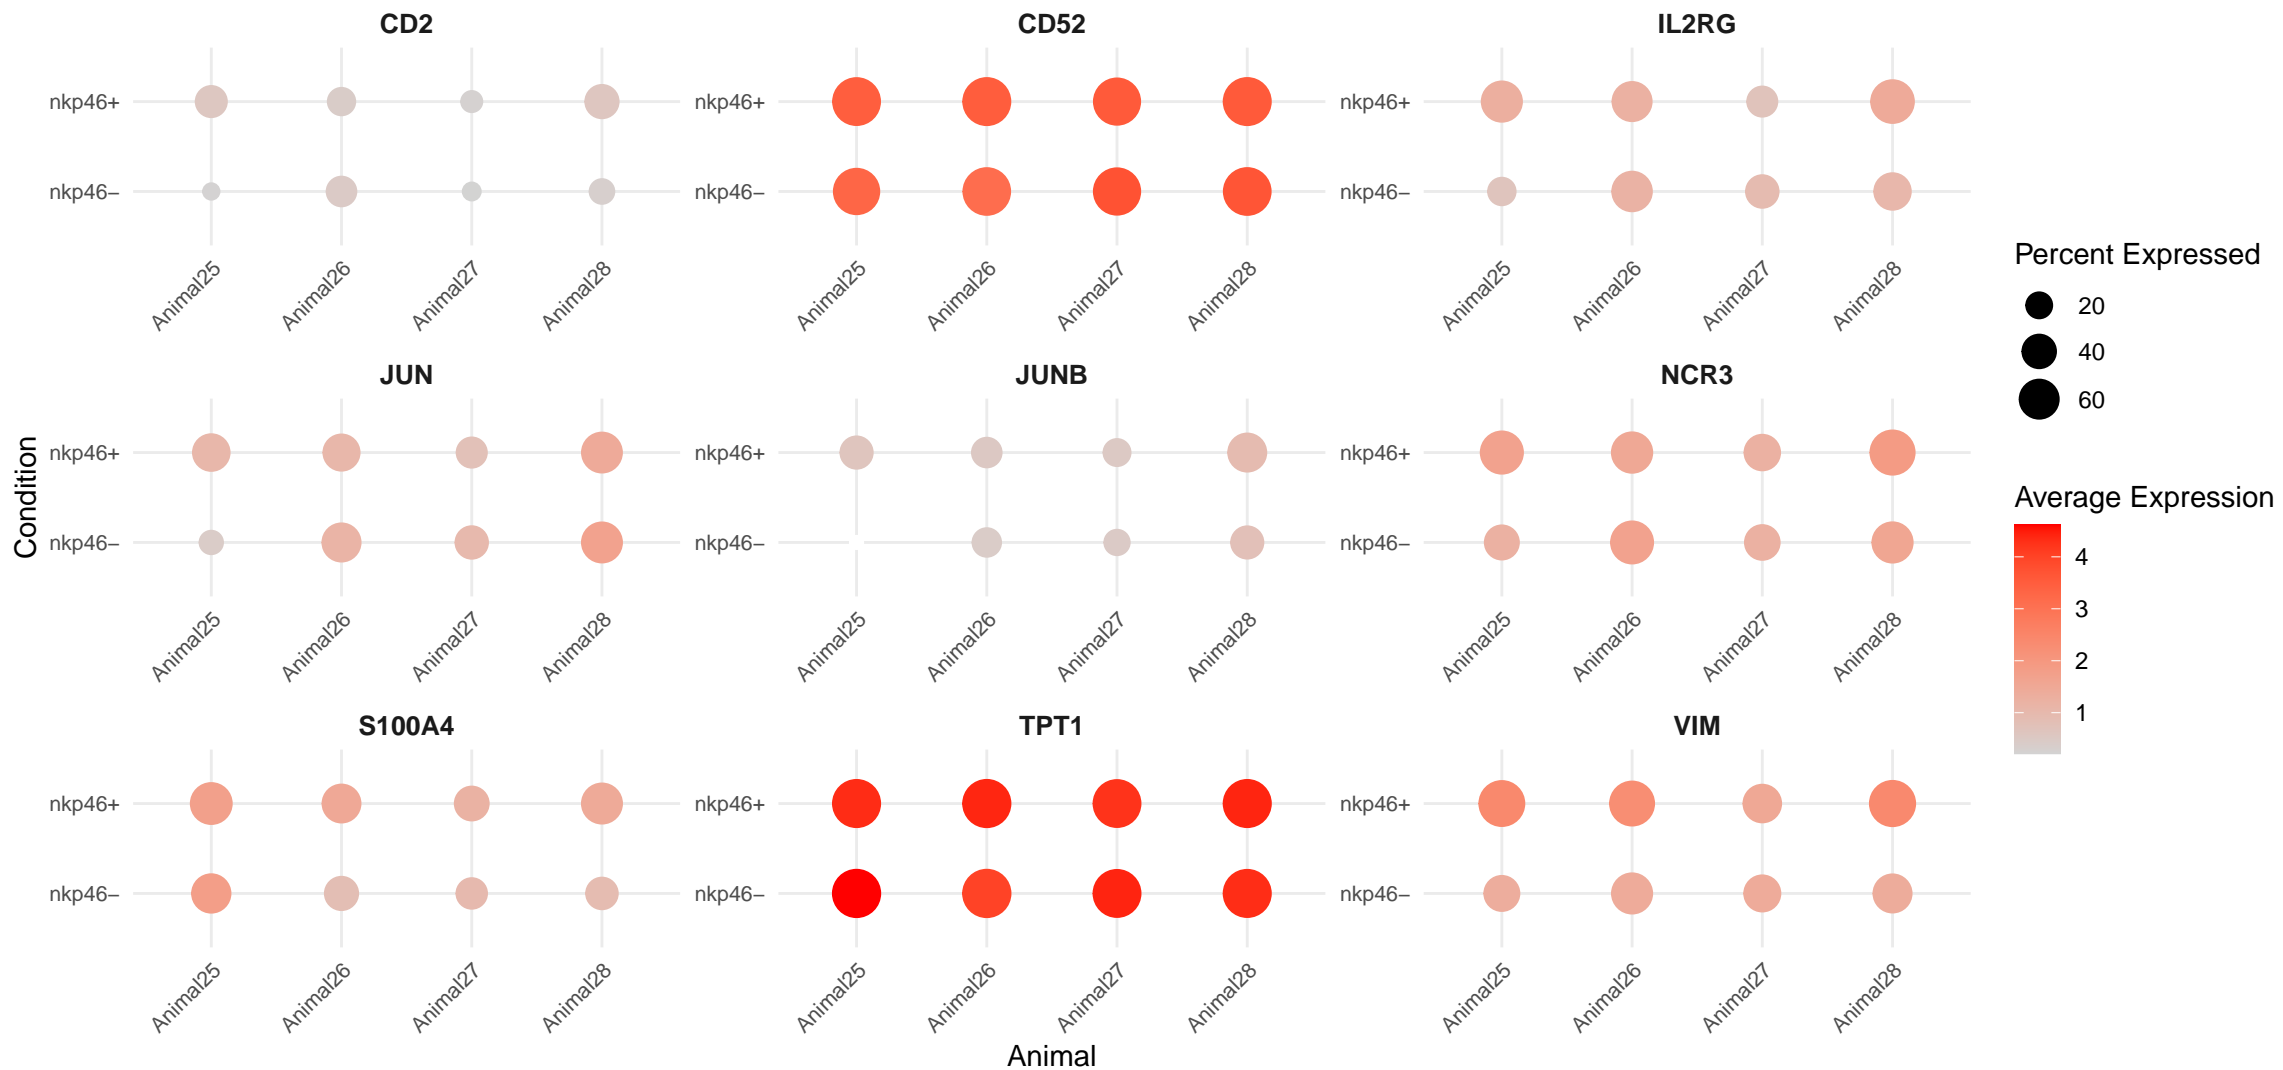 CD2
CD52
IL2RG
nkp46+
nkp46+
nkp46+
nkp46−
nkp46−
nkp46−
Animal25
Animal26
Animal27
Animal28
Animal25
Animal26
Animal27
Animal28
Animal25
Animal26
Animal27
Animal28
JUN
JUNB
NCR3
nkp46+
nkp46+
nkp46+
nkp46−
nkp46−
nkp46−
Animal25
Animal26
Animal27
Animal28
Animal25
Animal26
Animal27
Animal28
Animal25
Animal26
Animal27
Animal28
S100A4
TPT1
VIM
nkp46+
nkp46+
nkp46+
nkp46−
nkp46−
nkp46−
Animal25
Animal26
Animal27
Animal28
Animal25
Animal26
Animal27
Animal28
Animal25
Animal26
Animal27
Animal28
Condition
Animal
Percent Expressed
20
40
60
Average Expression
4
3
2
1